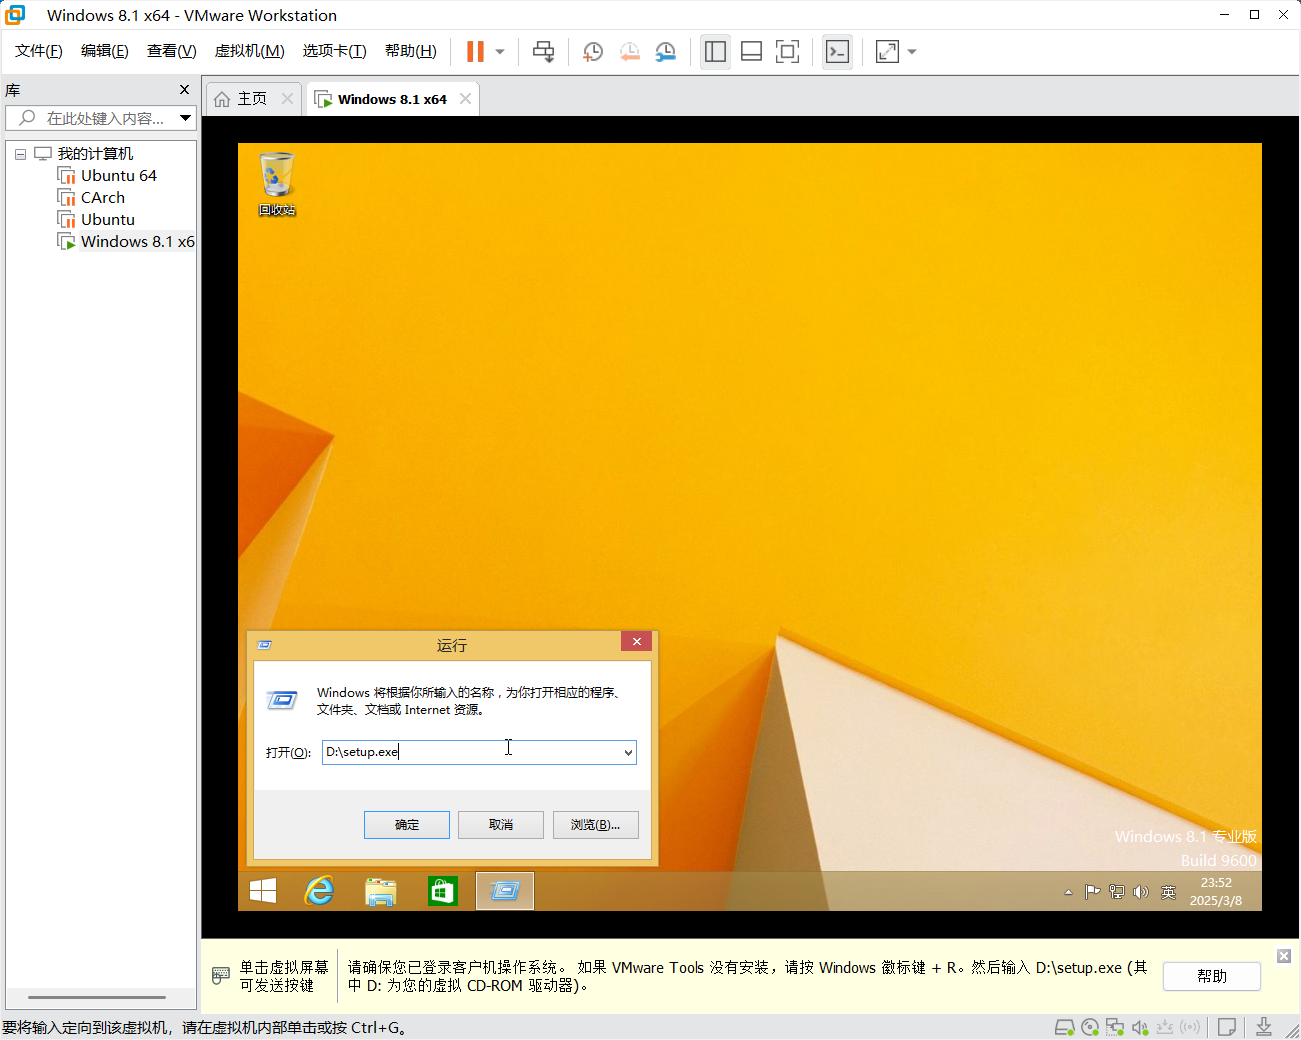 Windows 8.1 x64 - VMware Workstation
文件(F) 编辑(E) 查看(V) 虚拟机(M) 选项卡(T) 帮助(H)
库
在此处键入内容...
主页
Windows 8.1 x64
我的计算机
Ubuntu 64
CArch
Ubuntu
Windows 8.1 x6
回收站
运行
Windows 将根据你所输入的名称，为你打开相应的程序、
文件夹、文档或 Internet 资源。
打开(O):
D:\setup.exe
确定
取消
浏览(B)...
Windows 8.1 专业版
Build 9600
英
23:52
2025/3/8
单击虚拟屏幕
可发送按键
请确保您已登录客户机操作系统。 如果 VMware Tools 没有安装，请按 Windows 徽标键 + R。然后输入 D:\setup.exe (其
中 D: 为您的虚拟 CD-ROM 驱动器)。
帮助
要将输入定向到该虚拟机，请在虚拟机内部单击或按 Ctrl+G。